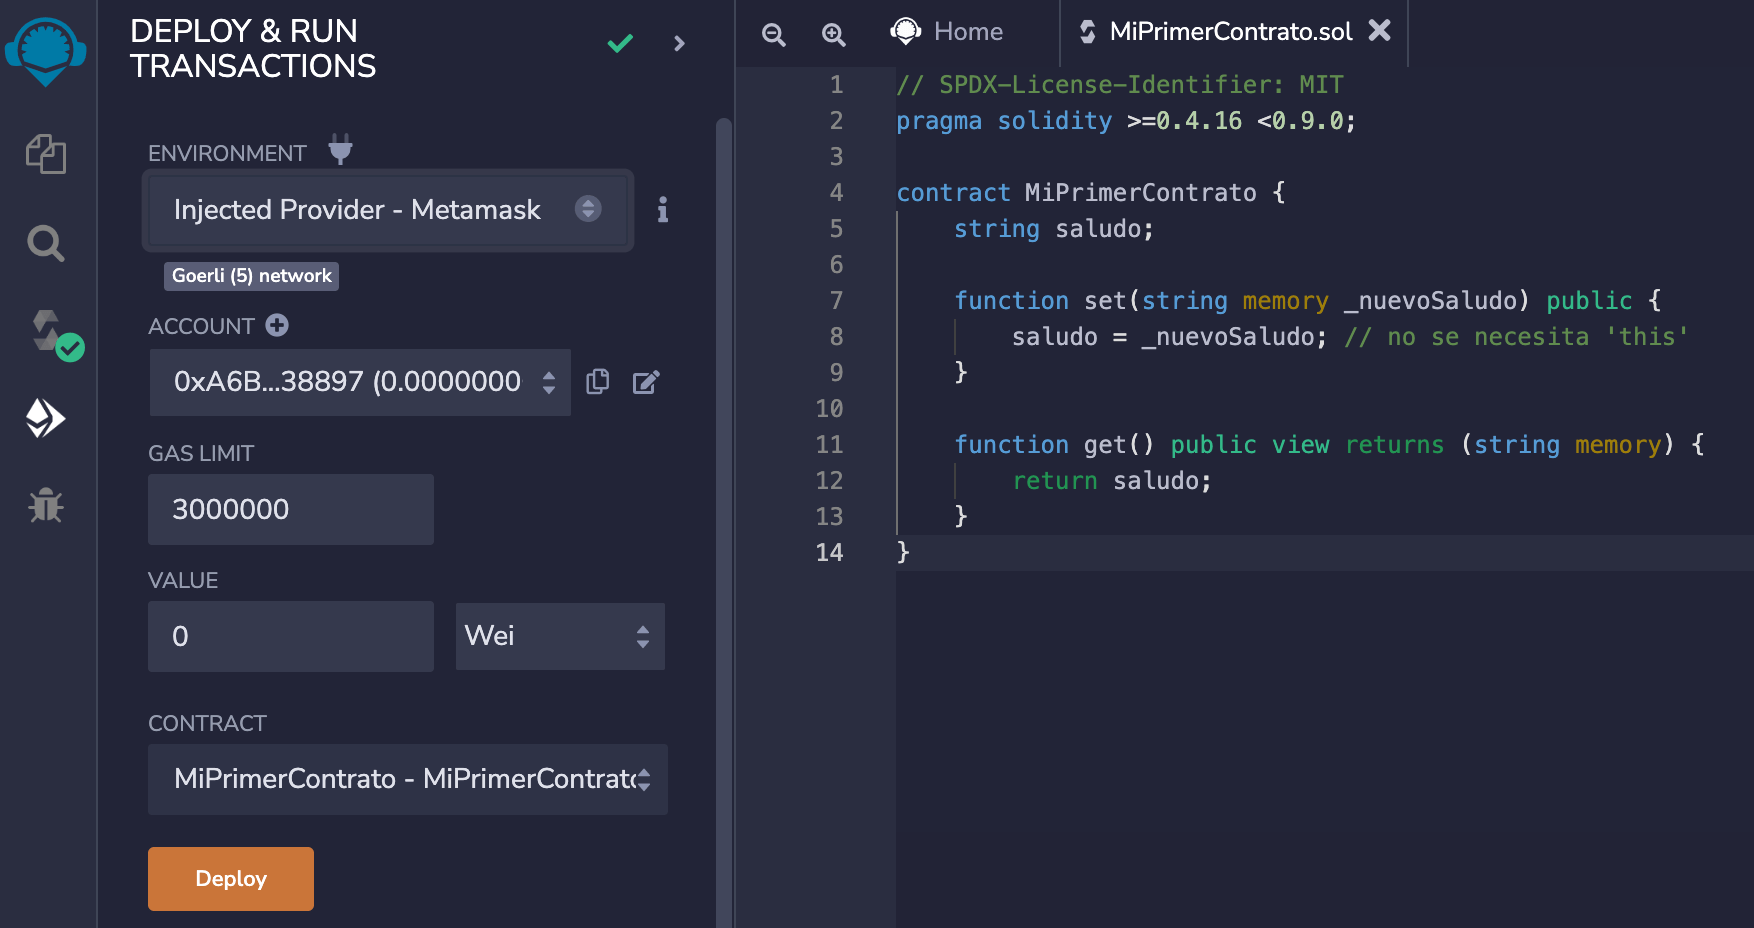 DEPLOY & RUN
TRANSACTIONS
ENVIRONMENT
Injected Provider - Metamask
Goerli (5) network
ACCOUNT
0xA6B...38897 (0.0000000
GAS LIMIT
3000000
VALUE
0
Wei
CONTRACT
MiPrimerContrato - MiPrimerContrato
Deploy
Home
MiPrimerContrato.sol
1 // SPDX-License-Identifier: MIT
2 pragma solidity >=0.4.16 <0.9.0;
3
4 contract MiPrimerContrato {
5 string saludo;
6
7 function set(string memory _nuevoSaludo) public {
8 saludo = _nuevoSaludo; // no se necesita 'this'
9 }
10
11 function get() public view returns (string memory) {
12 return saludo;
13 }
14 }